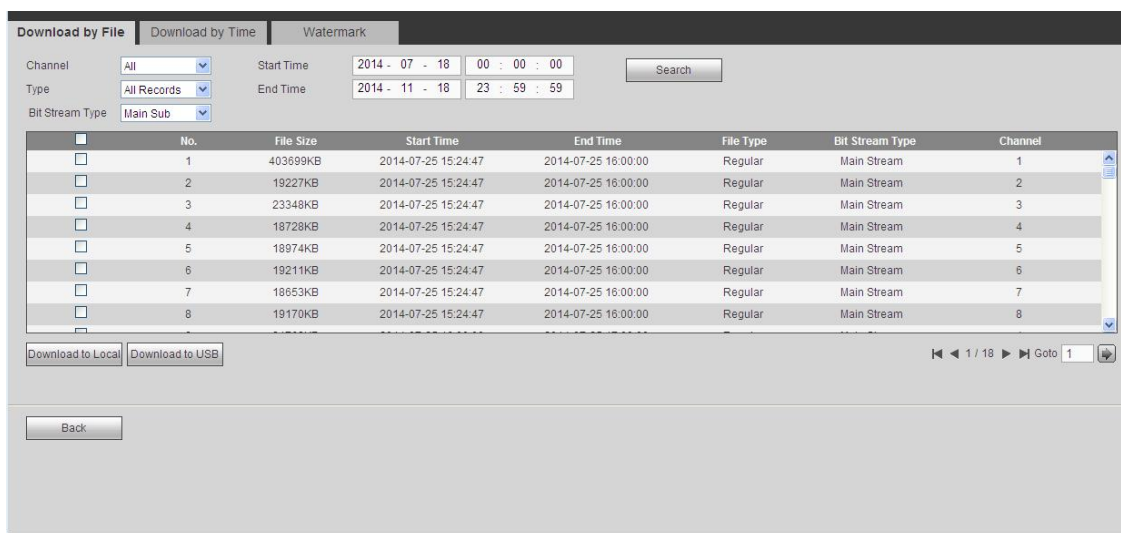 Download by File Download by Time Watermark
Channel All Start Time 2014 - 07 - 18 00 : 00 : 00 Search
Type All Records End Time 2014 - 11 - 18 23 : 59 : 59
Bit Stream Type Main Sub
No. File Size Start Time End Time File Type Bit Stream Type Channel
1 403699KB 2014-07-25 15:24:47 2014-07-25 16:00:00 Regular Main Stream 1
2 19227KB 2014-07-25 15:24:47 2014-07-25 16:00:00 Regular Main Stream 2
3 23348KB 2014-07-25 15:24:47 2014-07-25 16:00:00 Regular Main Stream 3
4 18728KB 2014-07-25 15:24:47 2014-07-25 16:00:00 Regular Main Stream 4
5 18974KB 2014-07-25 15:24:47 2014-07-25 16:00:00 Regular Main Stream 5
6 19211KB 2014-07-25 15:24:47 2014-07-25 16:00:00 Regular Main Stream 6
7 18653KB 2014-07-25 15:24:47 2014-07-25 16:00:00 Regular Main Stream 7
8 19170KB 2014-07-25 15:24:47 2014-07-25 16:00:00 Regular Main Stream 8
Download to Local Download to USB 1 / 18 Goto 1
Back